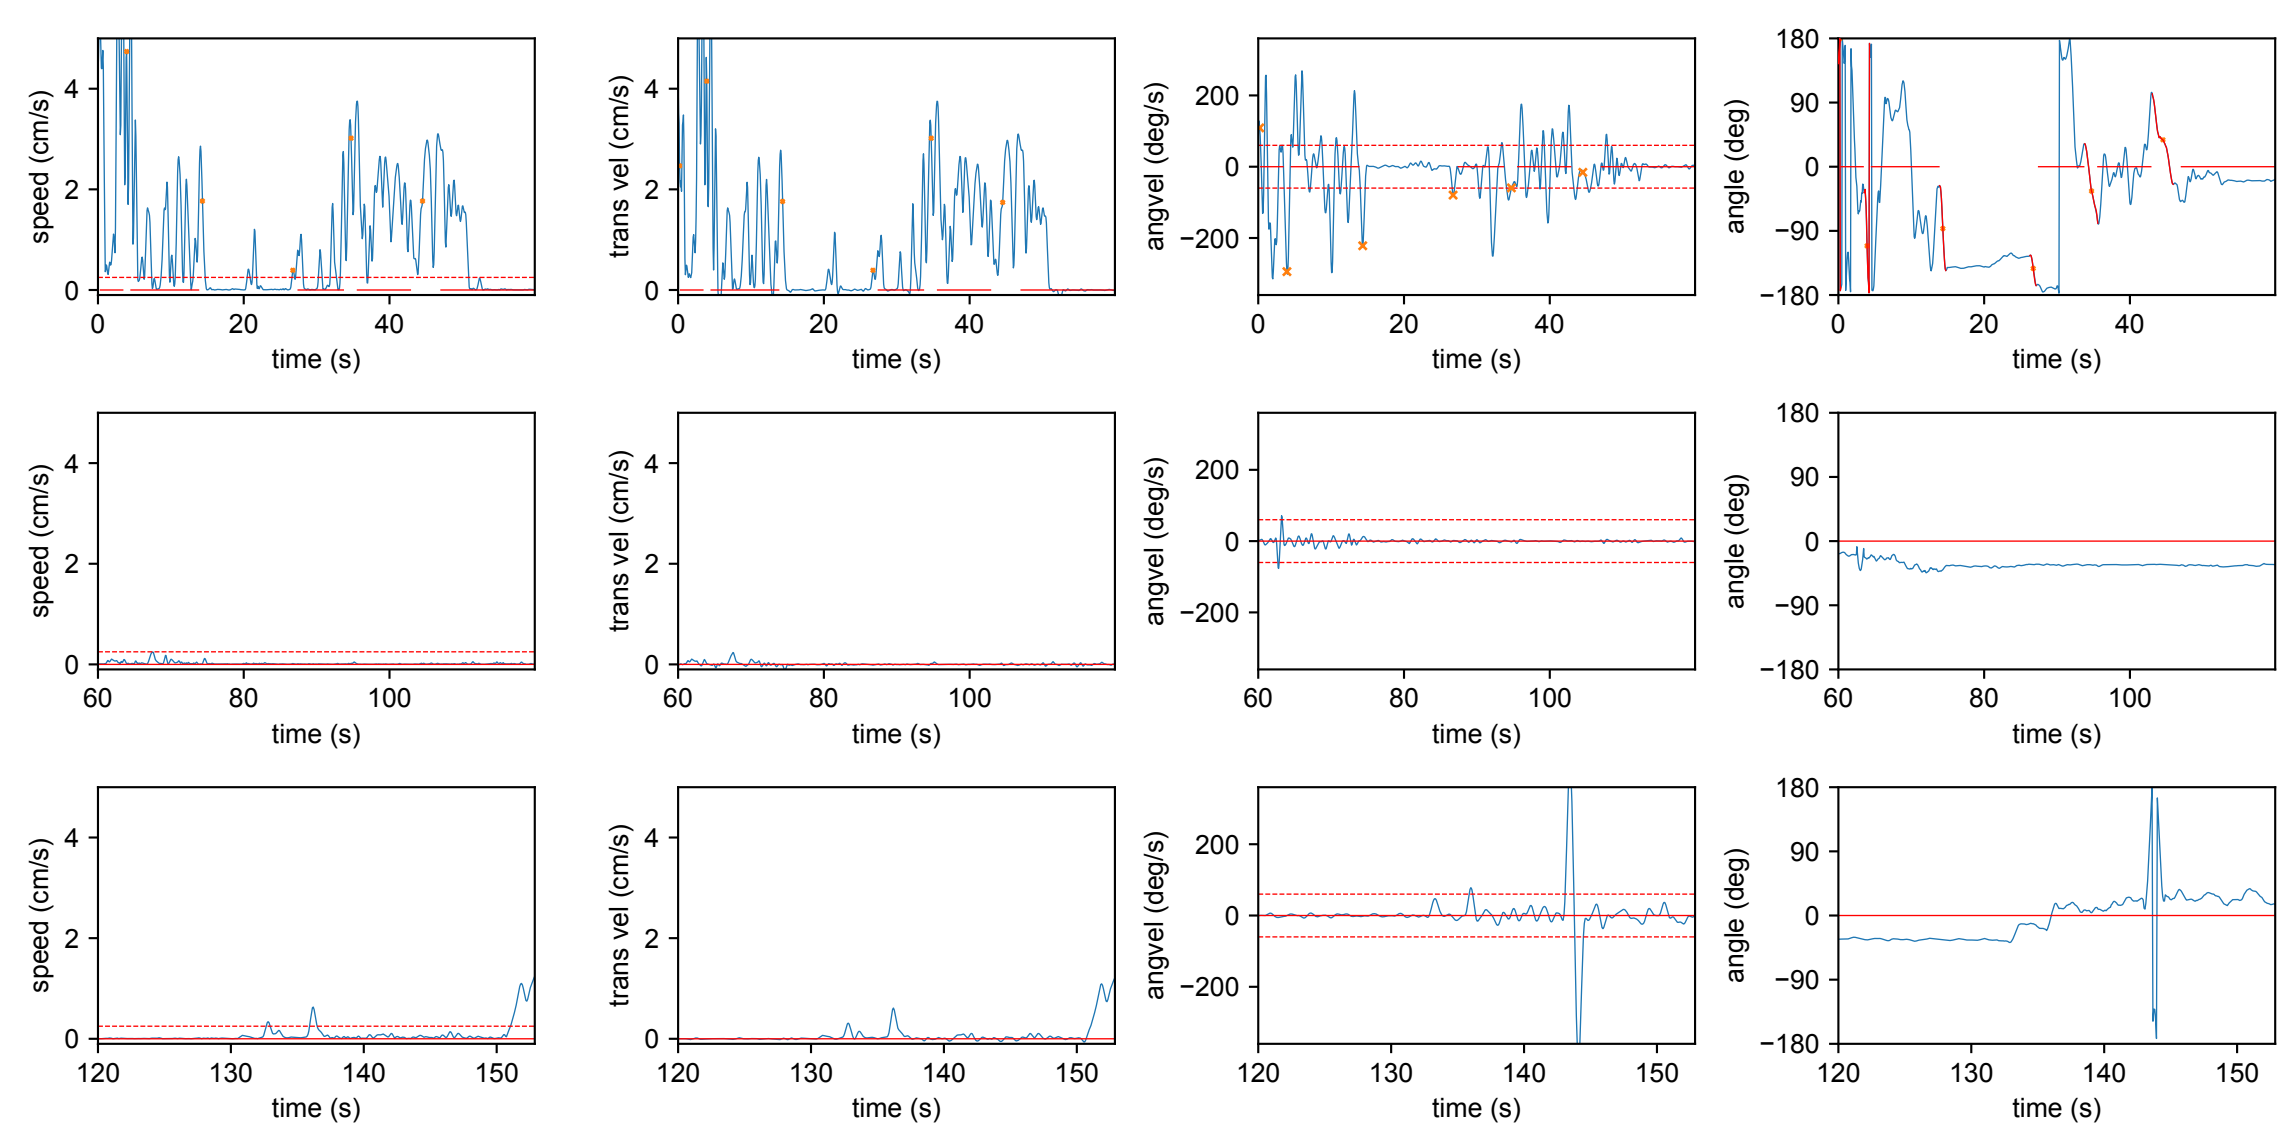 speed (cm/s)
4
2
0
0 20 40
time (s)
trans vel (cm/s)
4
2
0
0 20 40
time (s)
angvel (deg/s)
200
0
−200
0 20 40
time (s)
angle (deg)
180
90
0
−90
−180
0 20 40
time (s)
speed (cm/s)
4
2
0
60 80 100
time (s)
trans vel (cm/s)
4
2
0
60 80 100
time (s)
angvel (deg/s)
200
0
−200
60 80 100
time (s)
angle (deg)
180
90
0
−90
−180
60 80 100
time (s)
speed (cm/s)
4
2
0
120 130 140 150
time (s)
trans vel (cm/s)
4
2
0
120 130 140 150
time (s)
angvel (deg/s)
200
0
−200
120 130 140 150
time (s)
angle (deg)
180
90
0
−90
−180
120 130 140 150
time (s)